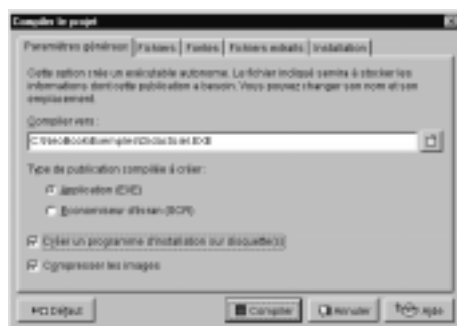 Compiler le projet
Paramètres généraux Fichiers Fontes Fichiers extraits Installation
Cette option crée un exécutable autonome. Le fichier indiqué servira à stocker les
informations dont cette publication a besoin. Vous pouvez changer son nom et son
emplacement.
Compiler vers :
Type de publication compilée à créer :
Application (EXE)
Economiseur d'écran (SCR)
Créer un programme d'installation sur disquette(s)
Compresser les images
Défaut Compiler Annuler Aide